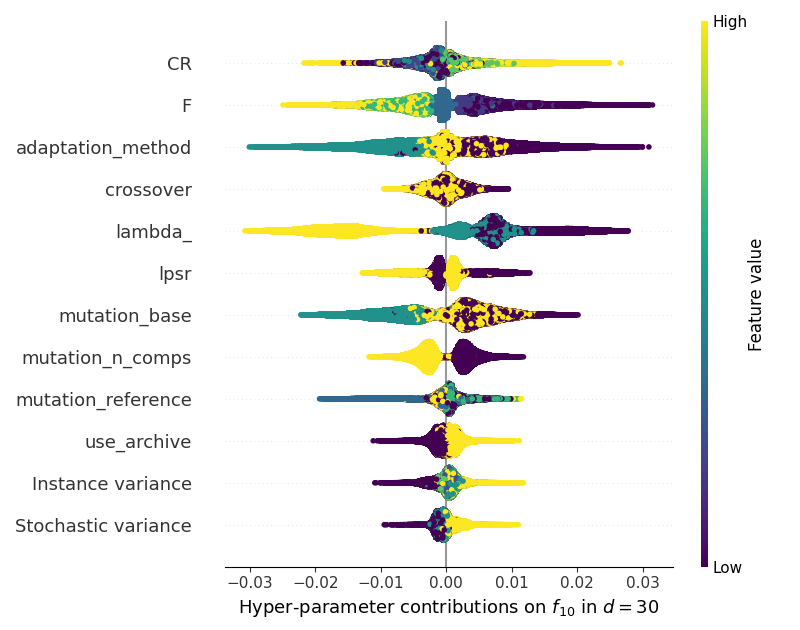 High
CR
F
adaptation_method
crossover
lambda_
lpsr
mutation_base
mutation_n_comps
mutation_reference
use_archive
Instance variance
Stochastic variance
Feature value
Low
−0.03 −0.02 −0.01 0.00 0.01 0.02 0.03
Hyper-parameter contributions on f₁₀ in d = 30